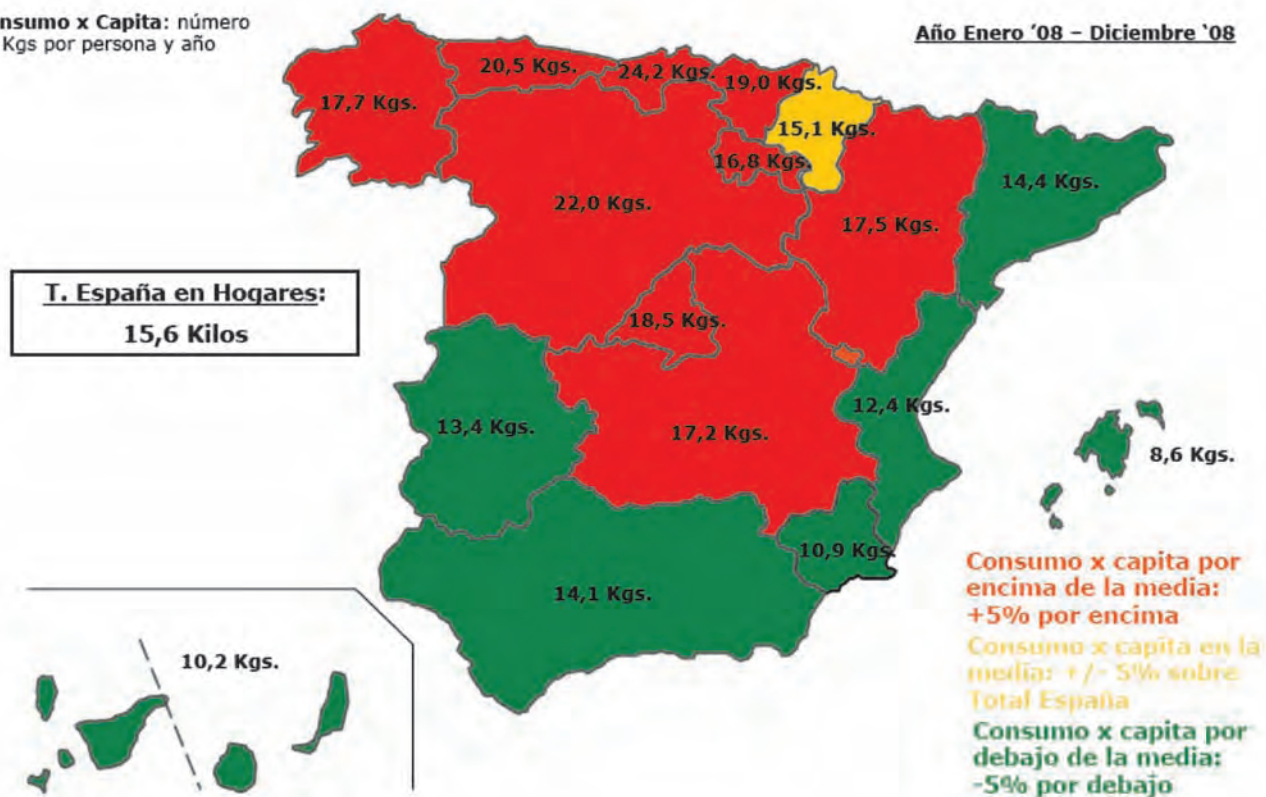 nsumo x Capita: número
Kgs por persona y año
Año Enero '08 – Diciembre '08
20,5 Kgs.
24,2 Kgs.
19,0 Kgs.
17,7 Kgs.
15,1 Kgs.
16,8 Kgs.
14,4 Kgs.
22,0 Kgs.
17,5 Kgs.
T. España en Hogares:
15,6 Kilos
18,5 Kgs.
12,4 Kgs.
13,4 Kgs.
17,2 Kgs.
8,6 Kgs.
10,9 Kgs.
14,1 Kgs.
10,2 Kgs.
Consumo x capita por
encima de la media:
+5% por encima
Consumo x capita en la
media: +/- 5% sobre
Total España
Consumo x capita por
debajo de la media:
-5% por debajo